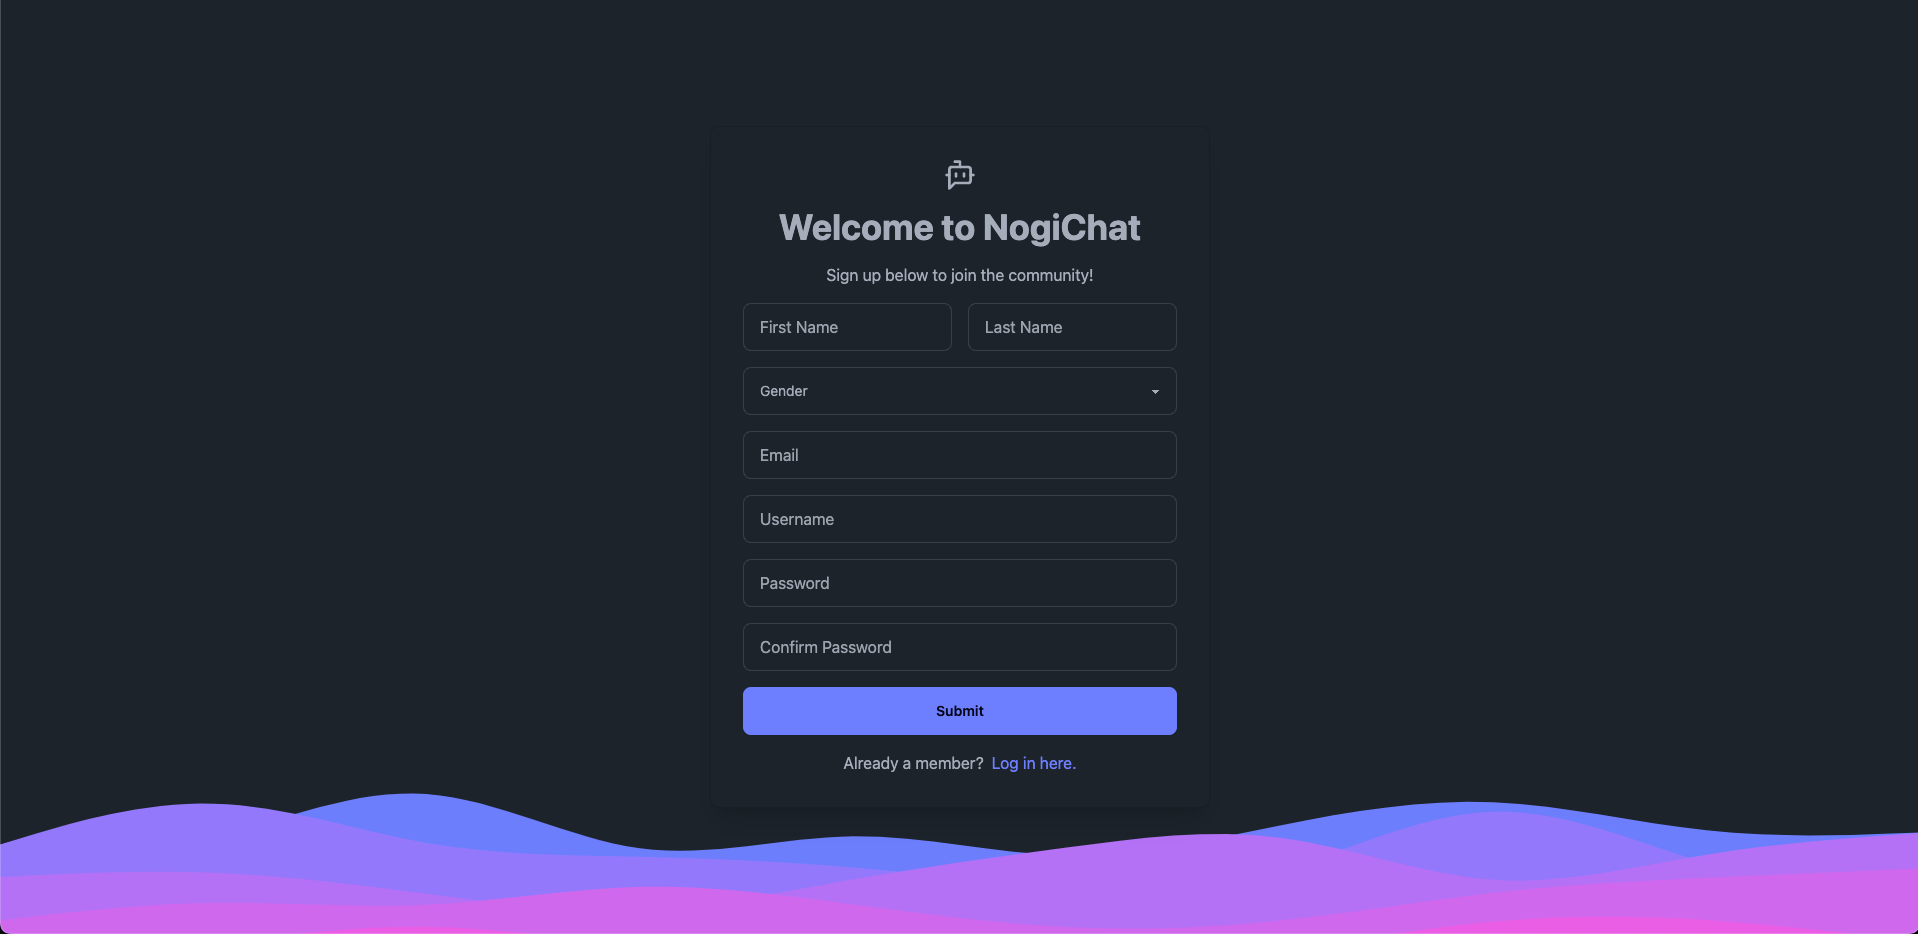 Welcome to NogiChat
Sign up below to join the community!
First Name
Last Name
Gender
Email
Username
Password
Confirm Password
Submit
Already a member? Log in here.